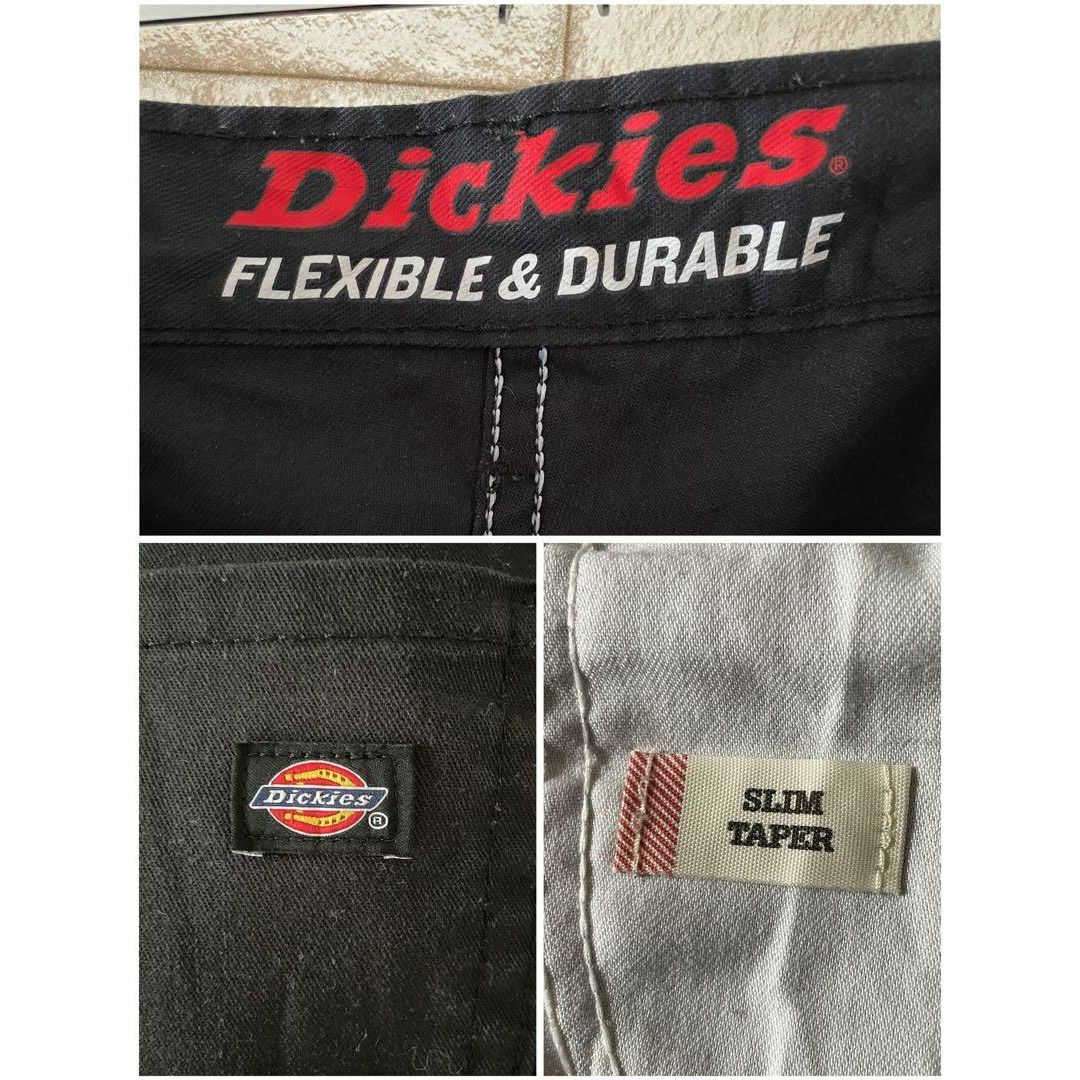 Dickies®
FLEXIBLE & DURABLE
Dickies
®
SLIM
TAPER